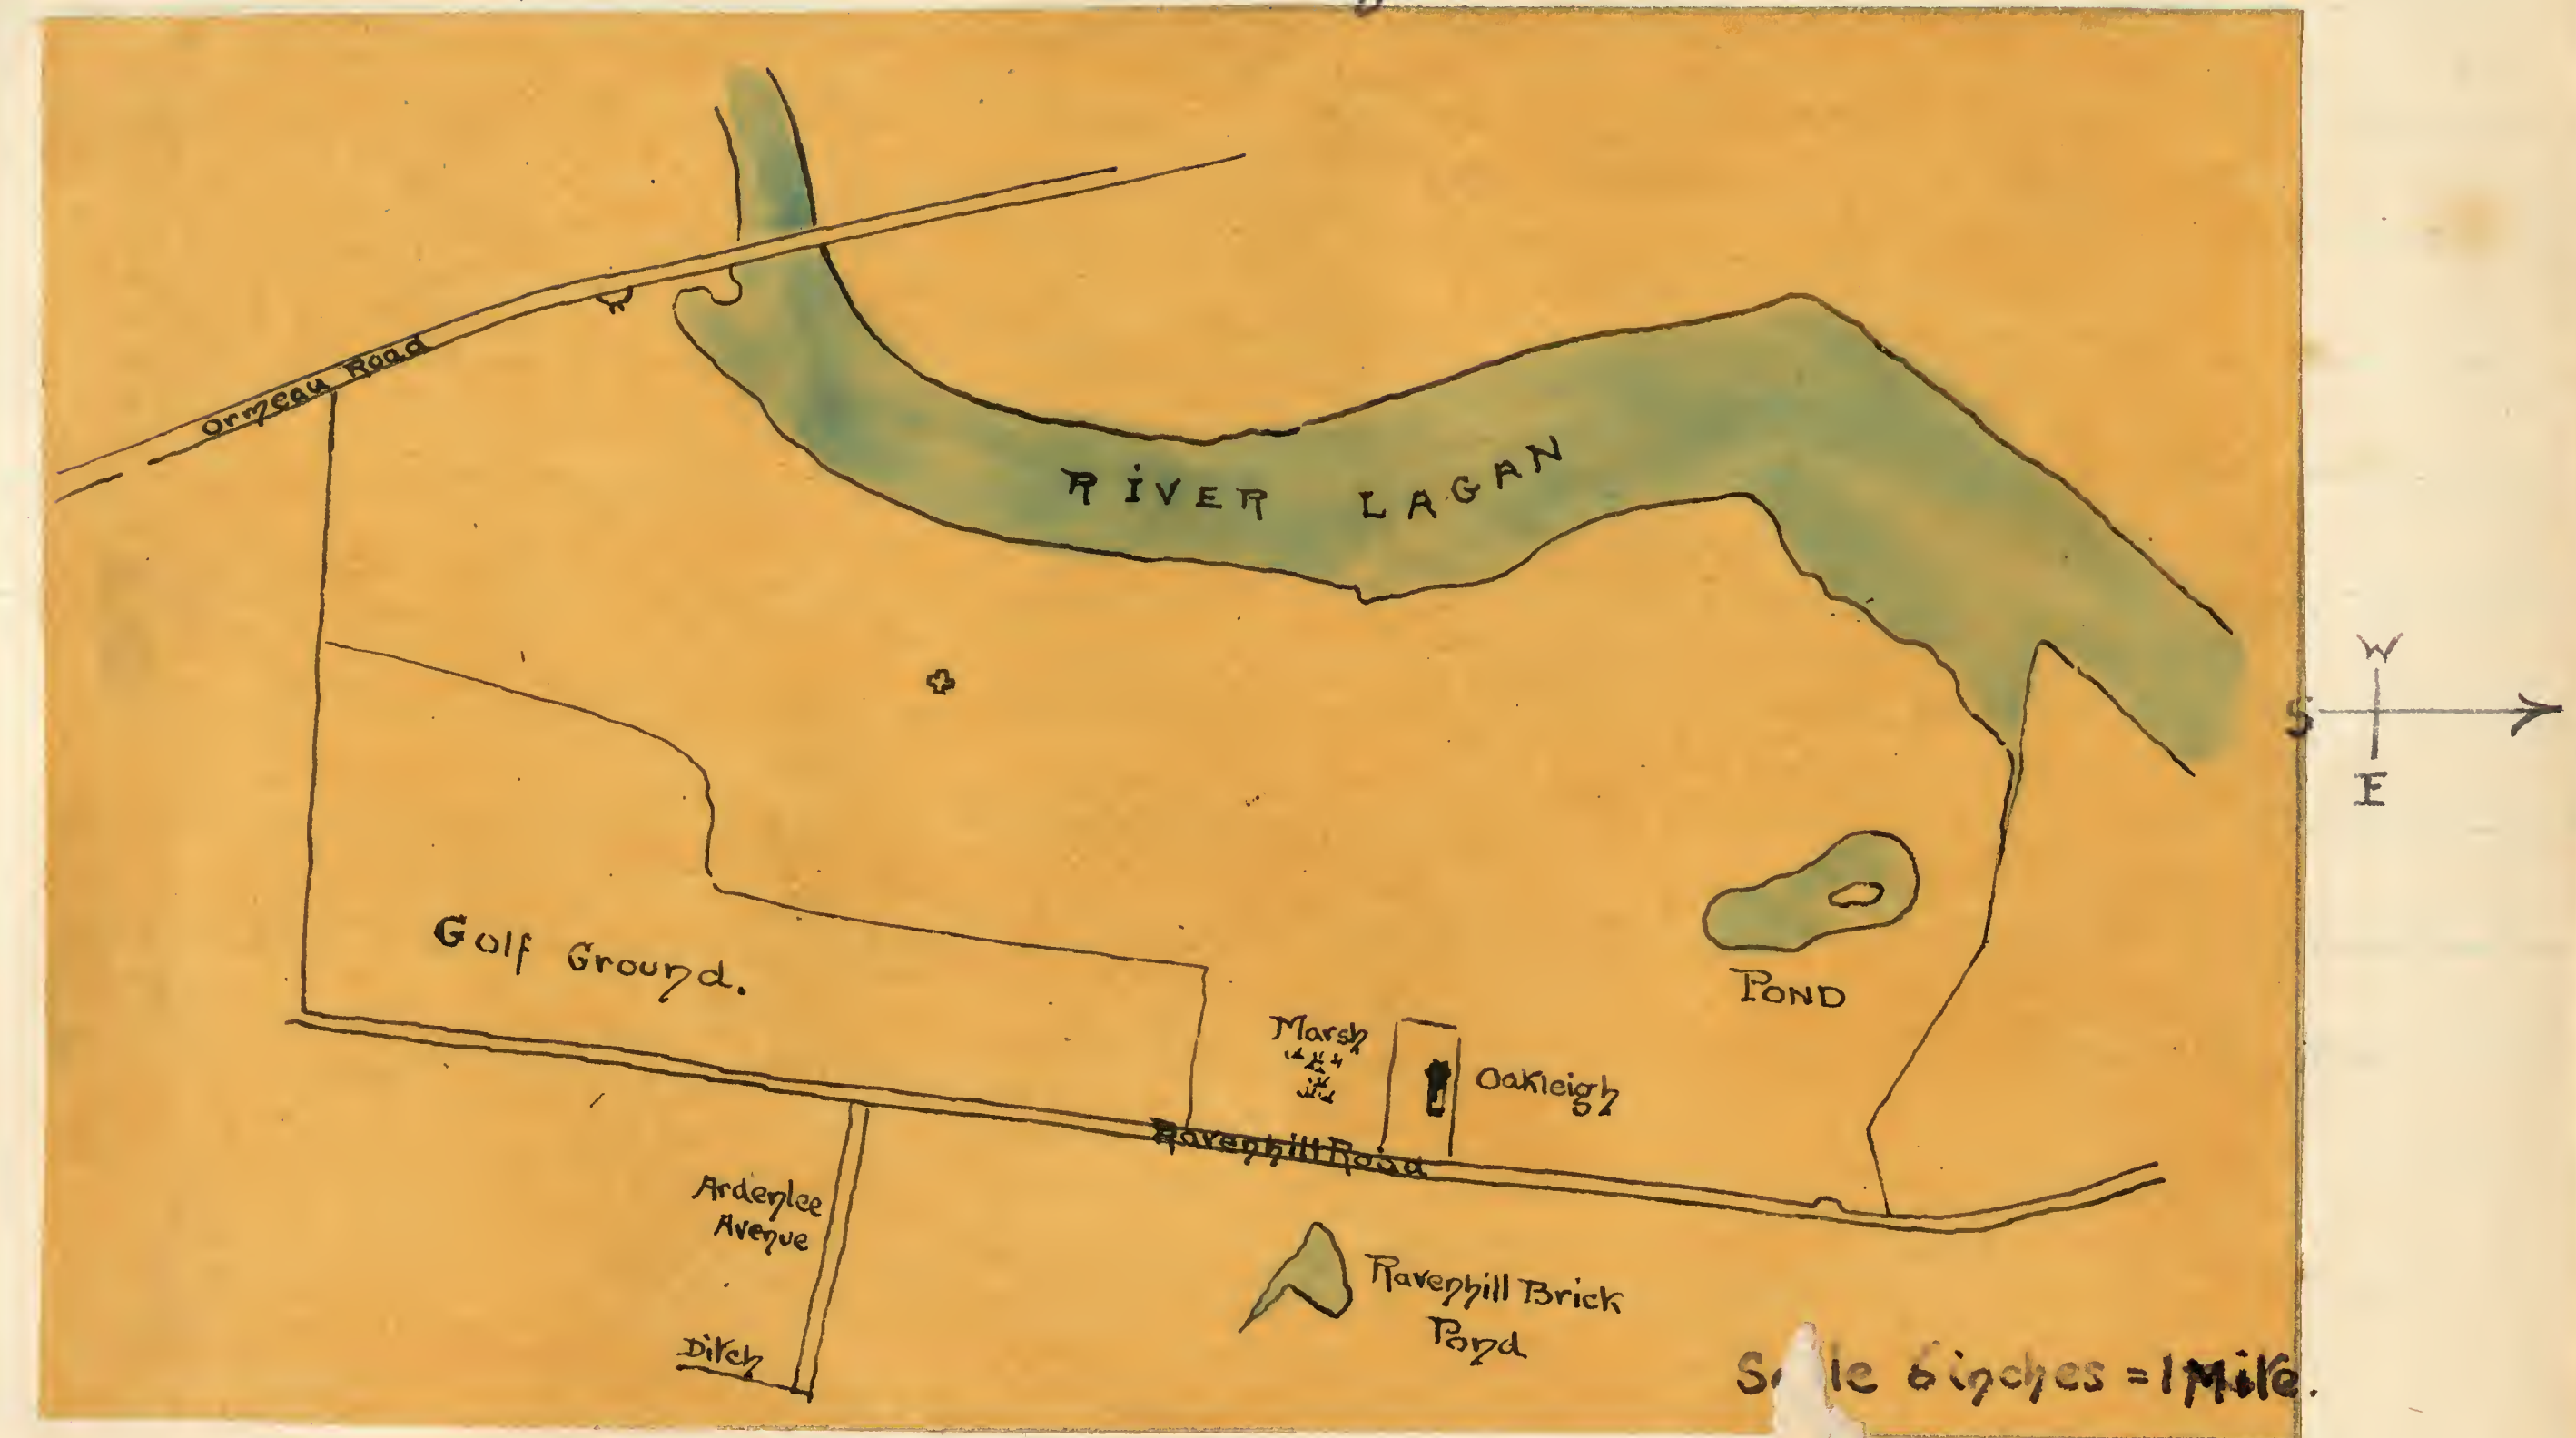 Ormeau Road
RIVER LAGAN
W
S
E
Golf Ground.
POND
Marsh
Oakleigh
Ravenhill Road
Ardenlee
Avenue
Ravenhill Brick
Pond
Ditch
6 inches = 1 Mile.